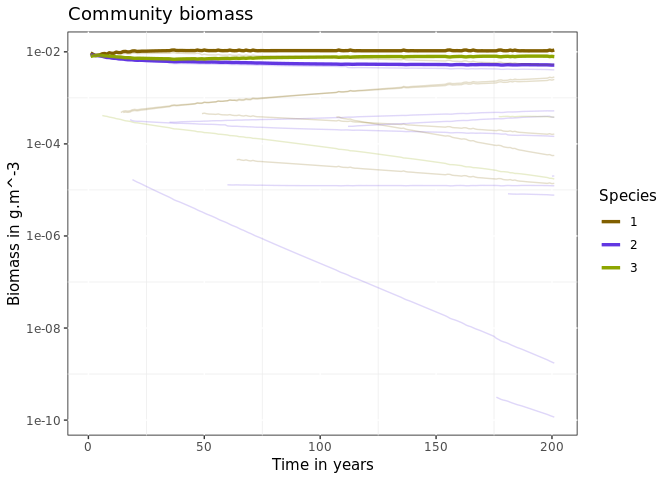 Community biomass
Biomass in g.m^-3
1e-02
1e-04
1e-06
1e-08
1e-10
0
50
100
150
200
Time in years
Species
1
2
3